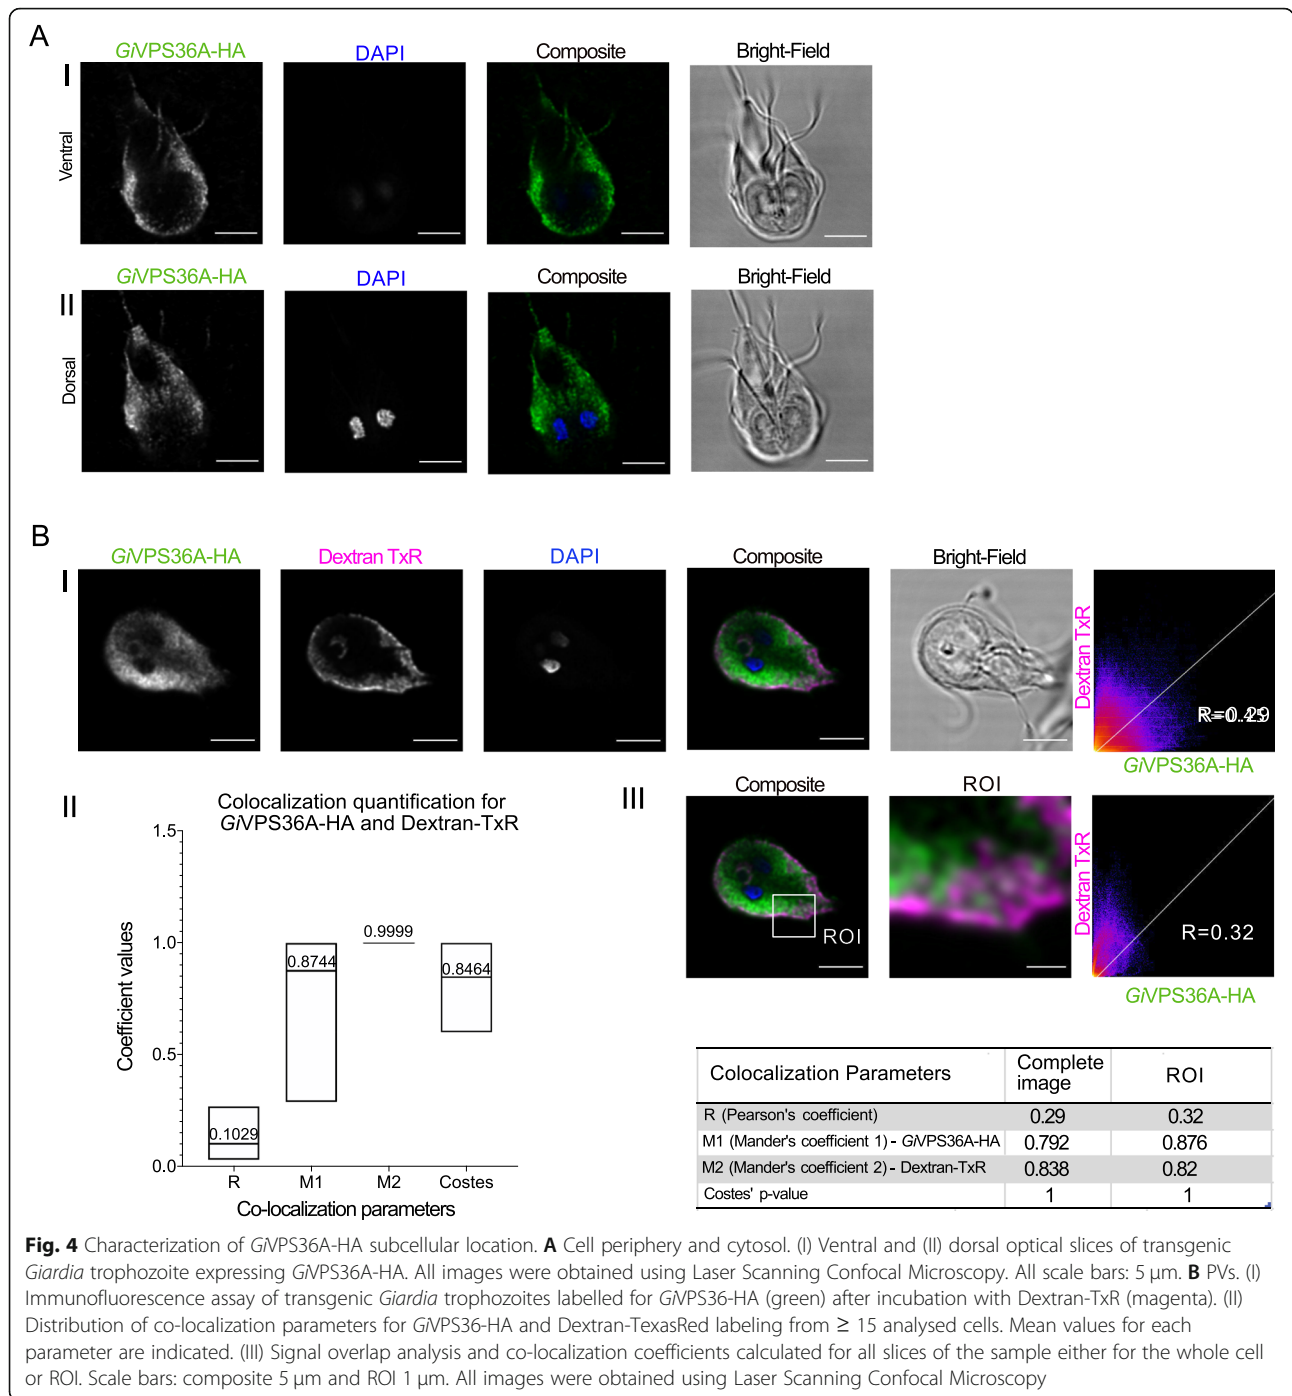 A
GiVPS36A-HA DAPI Composite Bright-Field
I
Ventral
GiVPS36A-HA DAPI Composite Bright-Field
II
Dorsal
B
GiVPS36A-HA Dextran TxR DAPI Composite Bright-Field
I
Dextran TxR
R=0.29
GiVPS36A-HA
II
Colocalization quantification for
GiVPS36A-HA and Dextran-TxR
Coefficient values
1.5
1.0
0.5
0.0
0.1029
0.8744
0.9999
0.8464
R M1 M2 Costes
Co-localization parameters
III
Composite ROI
ROI
Dextran TxR
R=0.32
GiVPS36A-HA
Colocalization Parameters Complete image ROI
R (Pearson's coefficient) 0.29 0.32
M1 (Mander's coefficient 1) - GiVPS36A-HA 0.792 0.876
M2 (Mander's coefficient 2) - Dextran-TxR 0.838 0.82
Costes' p-value 1 1
Fig. 4 Characterization of GiVPS36A-HA subcellular location. A Cell periphery and cytosol. (I) Ventral and (II) dorsal optical slices of transgenic
Giardia trophozoite expressing GiVPS36A-HA. All images were obtained using Laser Scanning Confocal Microscopy. All scale bars: 5 µm. B PVs. (I)
Immunofluorescence assay of transgenic Giardia trophozoites labelled for GiVPS36-HA (green) after incubation with Dextran-TxR (magenta). (II)
Distribution of co-localization parameters for GiVPS36-HA and Dextran-TexasRed labeling from ≥ 15 analysed cells. Mean values for each
parameter are indicated. (III) Signal overlap analysis and co-localization coefficients calculated for all slices of the sample either for the whole cell
or ROI. Scale bars: composite 5 µm and ROI 1 µm. All images were obtained using Laser Scanning Confocal Microscopy